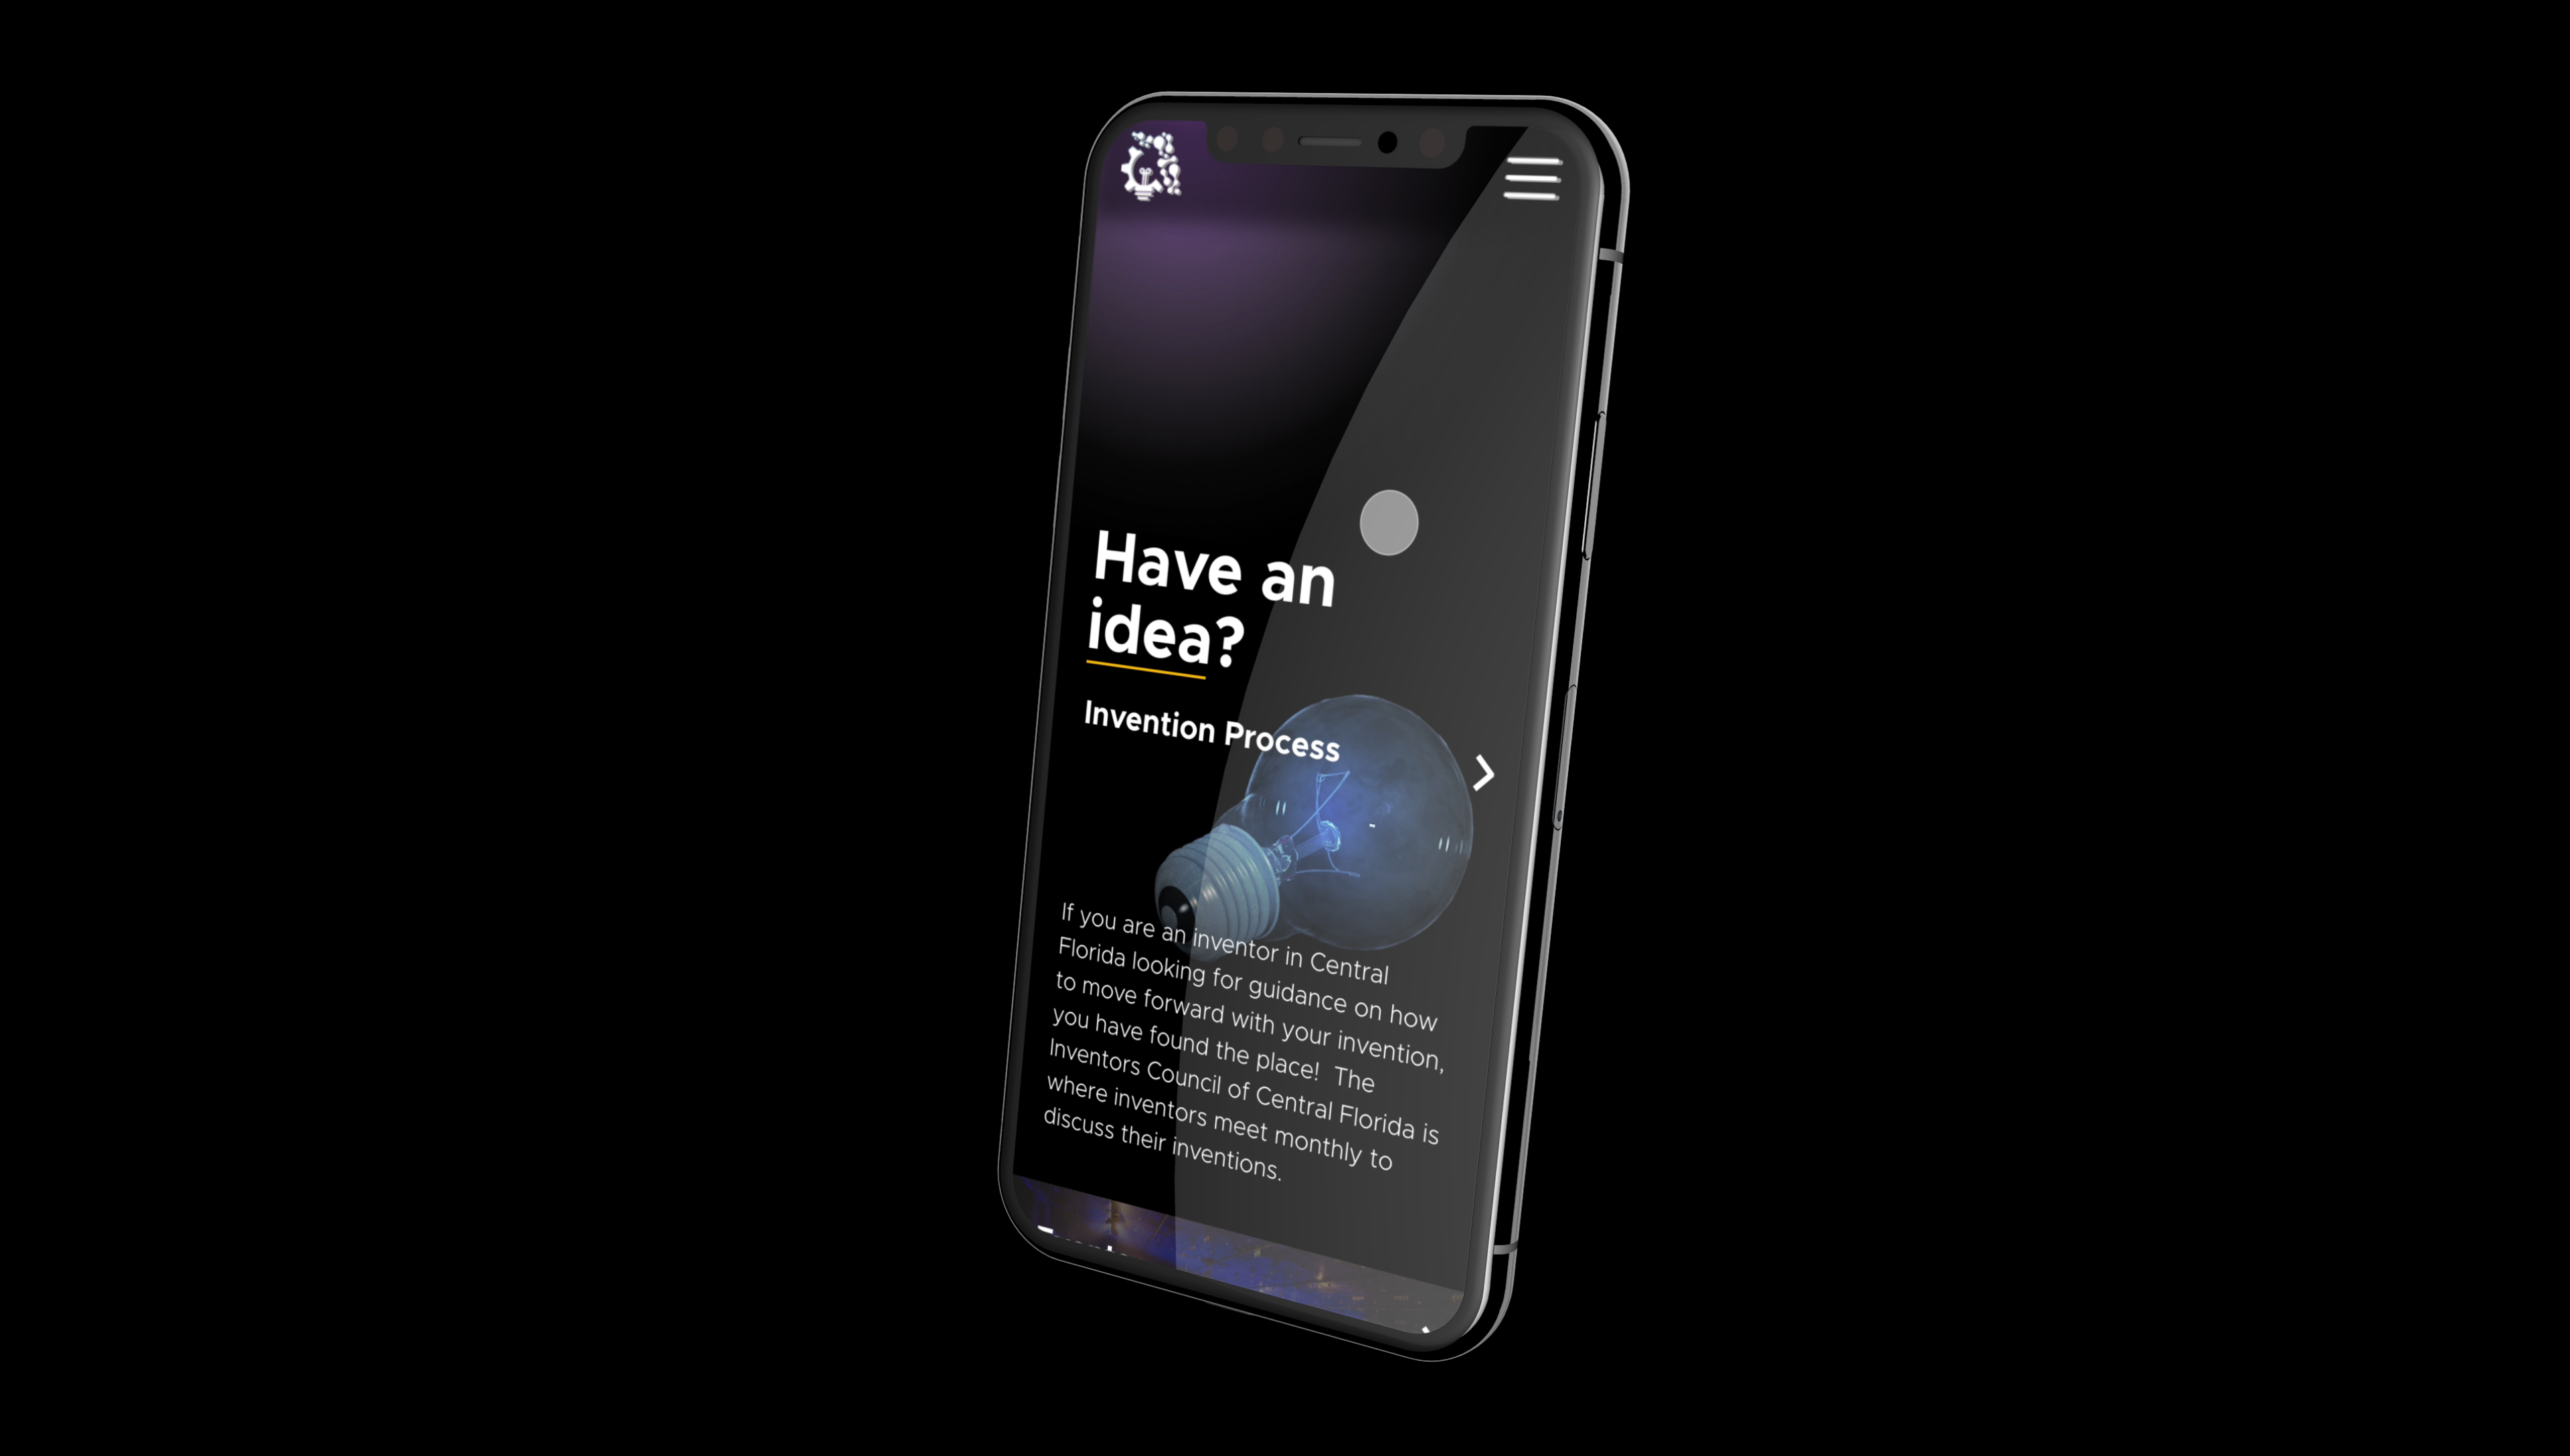 Have an
idea?
Invention Process
If you are an inventor in Central
Florida looking for guidance on how
to move forward with your invention,
you have found the place!  The
Inventors Council of Central Florida is
where inventors meet monthly to
discuss their inventions.